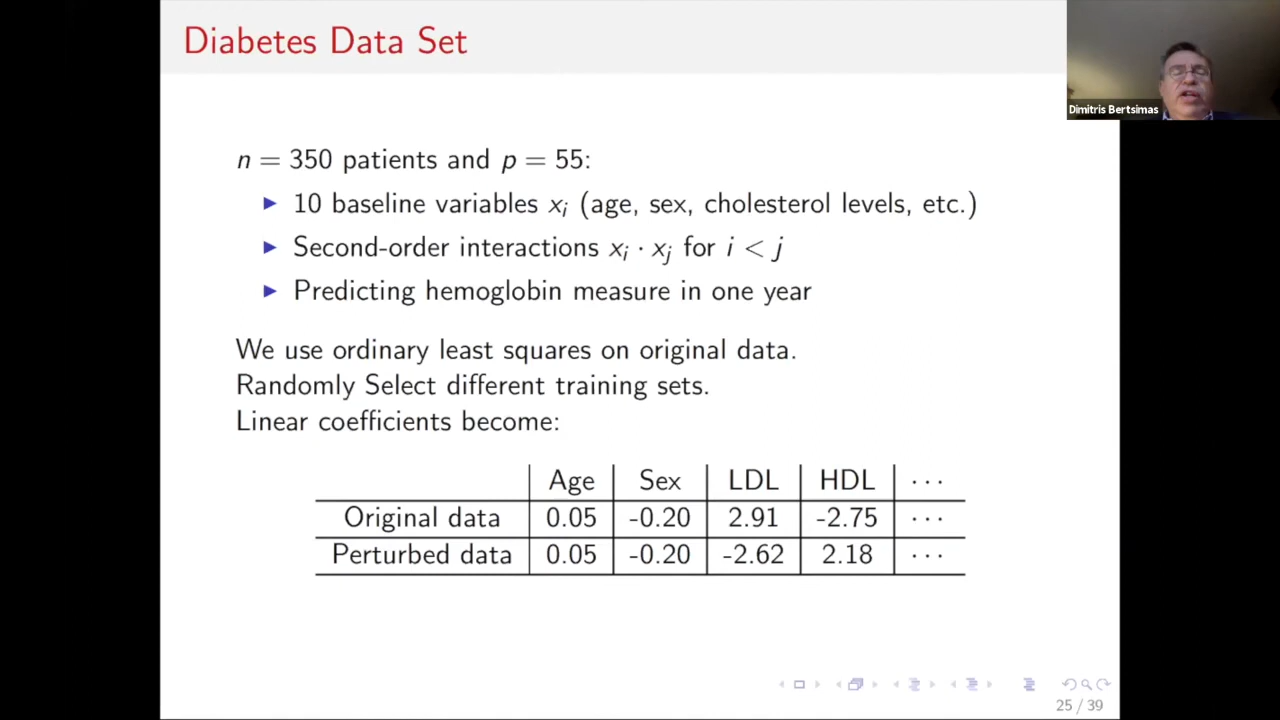 Diabetes Data Set
Dimitris Bertsimas
n = 350 patients and p = 55:
▶ 10 baseline variables xᵢ (age, sex, cholesterol levels, etc.)
▶ Second-order interactions xᵢ · xⱼ for i < j
▶ Predicting hemoglobin measure in one year
We use ordinary least squares on original data.
Randomly Select different training sets.
Linear coefficients become:
Age Sex LDL HDL ···
Original data 0.05 -0.20 2.91 -2.75 ···
Perturbed data 0.05 -0.20 -2.62 2.18 ···
25 / 39